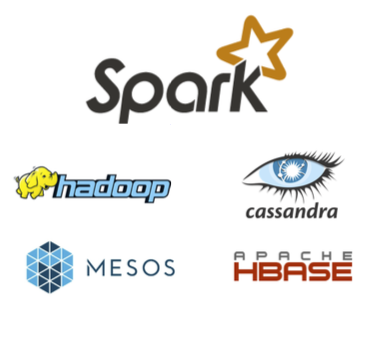 Spark
hadoop
cassandra
MESOS
APACHE
HBASE